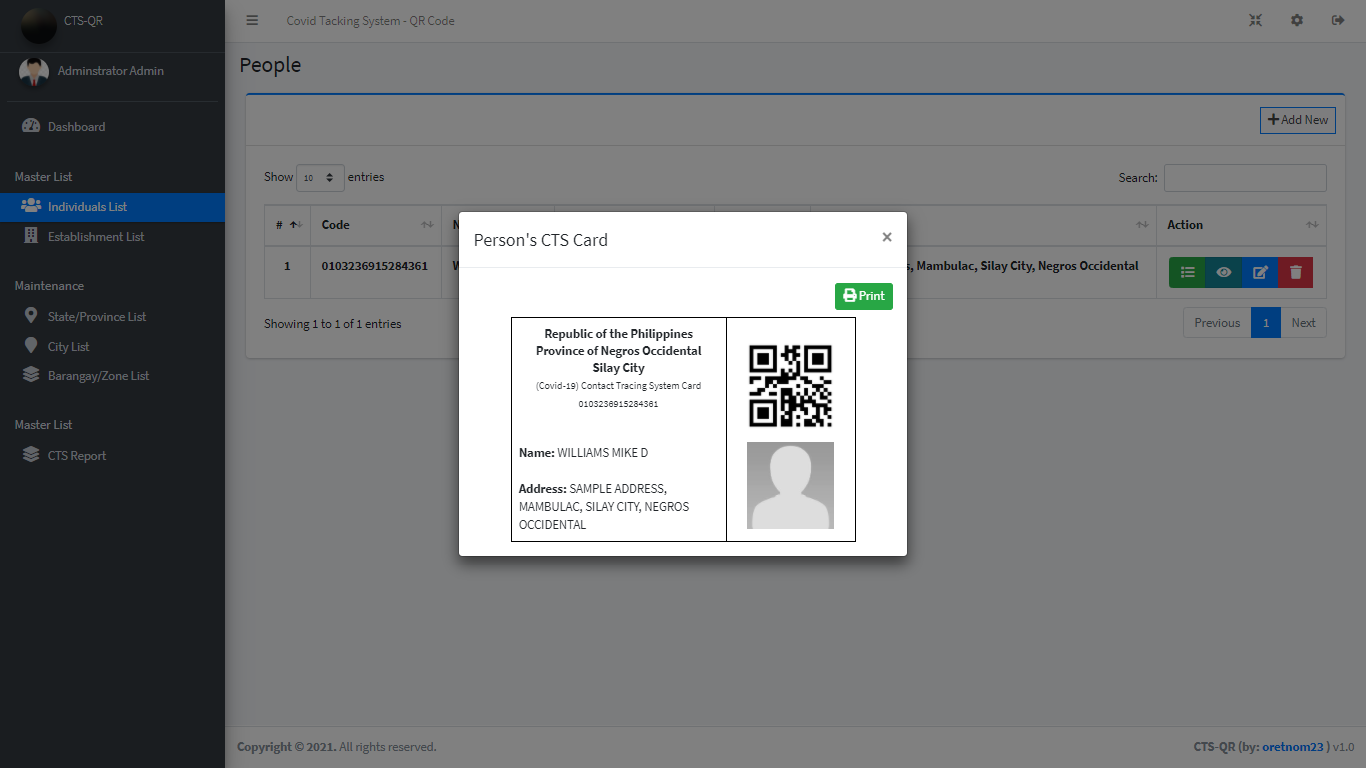 CTS-QR
Adminstrator Admin
Dashboard
Master List
Individuals List
Establishment List
Maintenance
State/Province List
City List
Barangay/Zone List
Master List
CTS Report
Covid Tacking System - QR Code
People
Add New
Show 10 entries
Search:
# Code Action
1 0103236915284361 , Mambulac, Silay City, Negros Occidental
Showing 1 to 1 of 1 entries
Previous 1 Next
Person's CTS Card
×
Print
Republic of the Philippines
Province of Negros Occidental
Silay City
(Covid-19) Contact Tracing System Card
0103236915284361
Name: WILLIAMS MIKE D
Address: SAMPLE ADDRESS,
MAMBULAC, SILAY CITY, NEGROS
OCCIDENTAL
Copyright © 2021. All rights reserved.
CTS-QR (by: oretnom23 ) v1.0